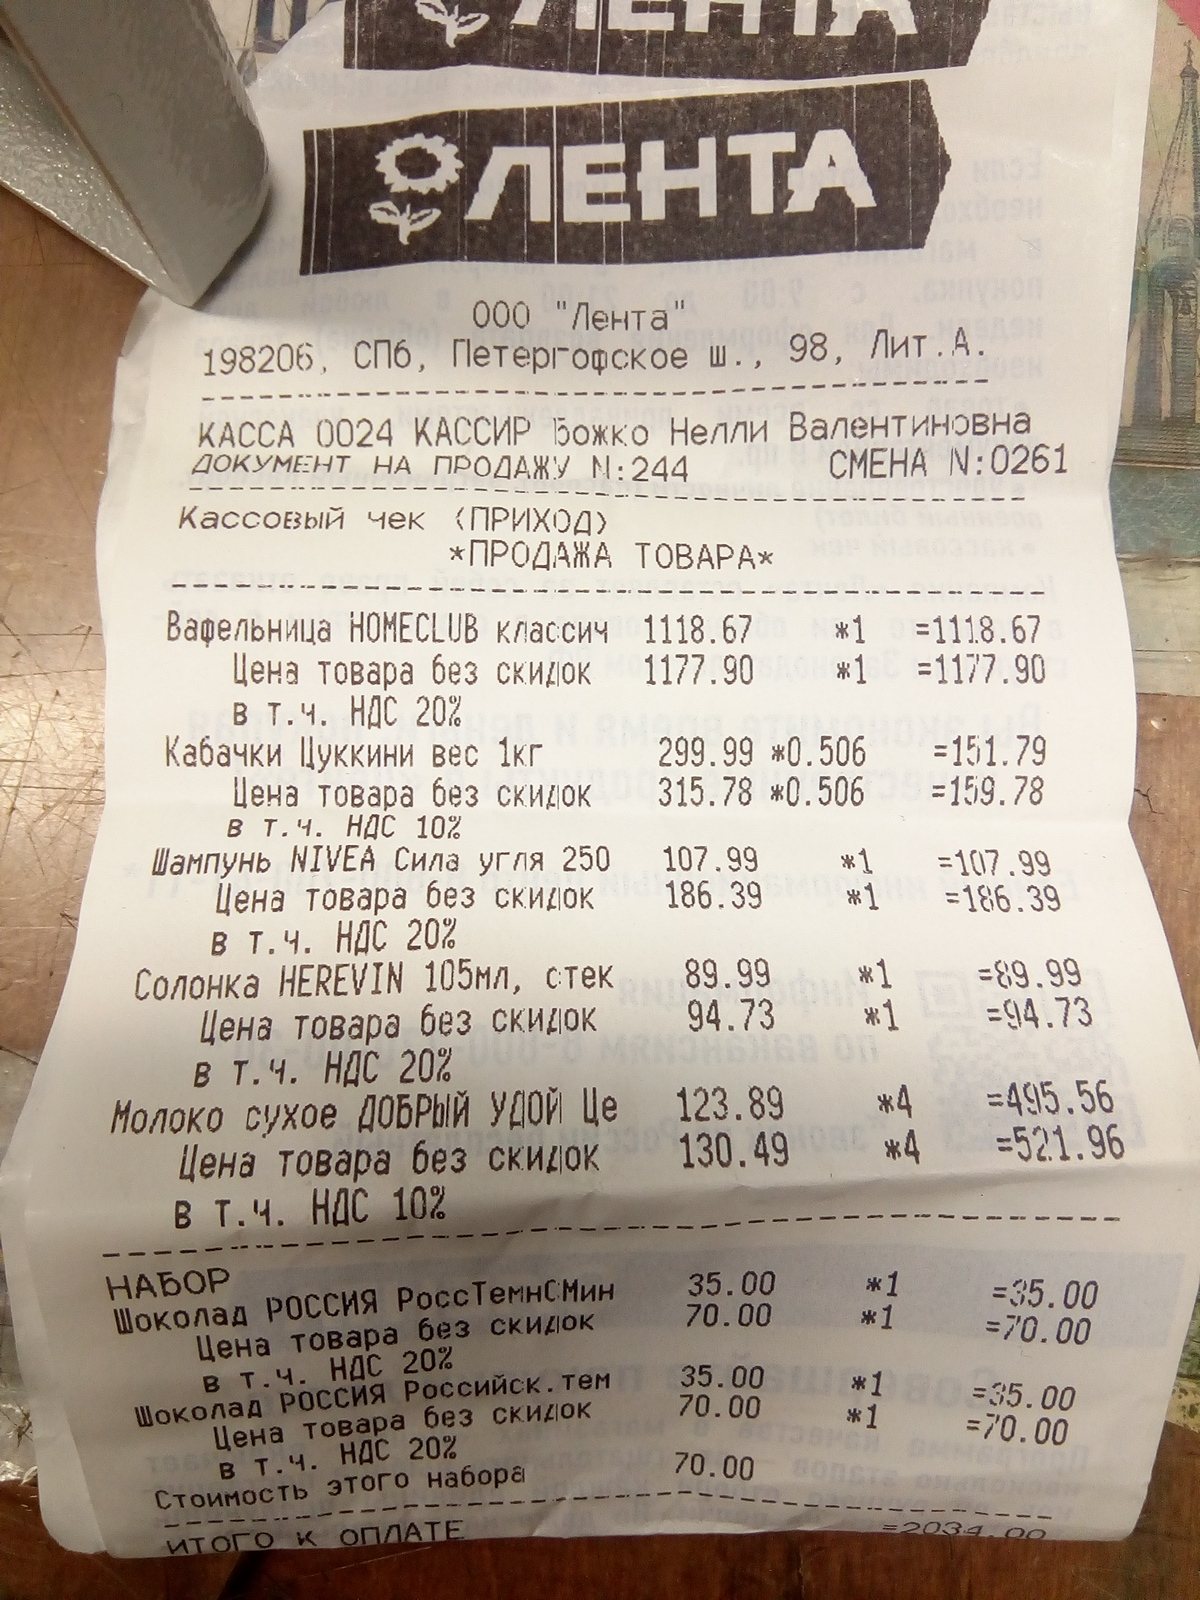 ЛЕНТА
ЛЕНТА
ООО "Лента"
198206, СПб, Петергофское ш., 98, Лит.А.
КАССА 0024 КАССИР Божко Нелли Валентиновна
ДОКУМЕНТ НА ПРОДАЖУ N:244 СМЕНА N:0261
Кассовый чек (ПРИХОД)
*ПРОДАЖА ТОВАРА*
Вафельница HOMECLUB классич 1118.67 *1 =1118.67
Цена товара без скидок 1177.90 *1 =1177.90
в т.ч. НДС 20%
Кабачки Цуккини вес 1кг 299.99 *0.506 =151.79
Цена товара без скидок 315.78 *0.506 =159.78
в т.ч. НДС 10%
Шампунь NIVEA Сила угля 250 107.99 *1 =107.99
Цена товара без скидок 186.39 *1 =186.39
в т.ч. НДС 20%
Солонка HEREVIN 105мл, стек 89.99 *1 =89.99
Цена товара без скидок 94.73 *1 =94.73
в т.ч. НДС 20%
Молоко сухое ДОБРЫЙ УДОЙ Це 123.89 *4 =495.56
Цена товара без скидок 130.49 *4 =521.96
в т.ч. НДС 10%
НАБОР
Шоколад РОССИЯ РоссТемнСМин 35.00 *1 =35.00
Цена товара без скидок 70.00 *1 =70.00
в т.ч. НДС 20%
Шоколад РОССИЯ Российск.тем 35.00 *1 =35.00
Цена товара без скидок 70.00 *1 =70.00
в т.ч. НДС 20%
Стоимость этого набора 70.00
ИТОГО К ОПЛАТЕ =2034.00